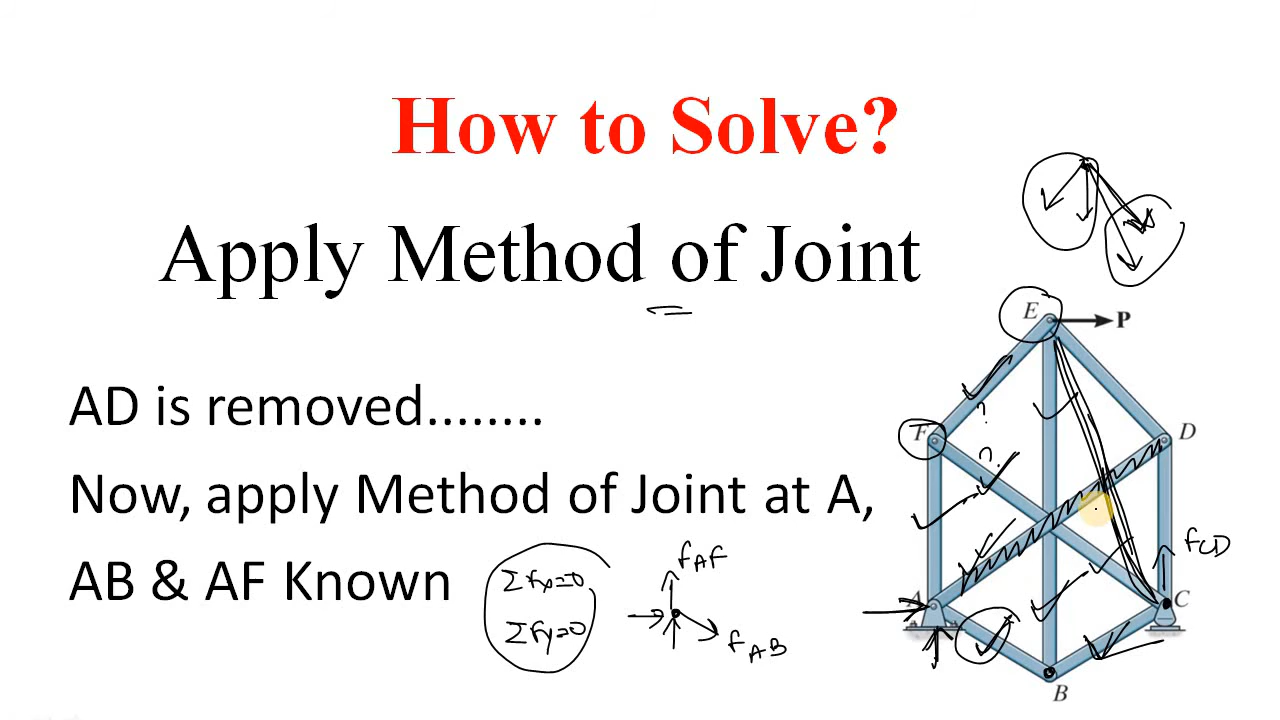 How to Solve?
Apply Method of Joint
E
P
AD is removed........
?
F
D
?
Now, apply Method of Joint at A,
fCD
fAF
AB & AF Known
ΣFx=0
A
C
ΣFy=0
fAB
B